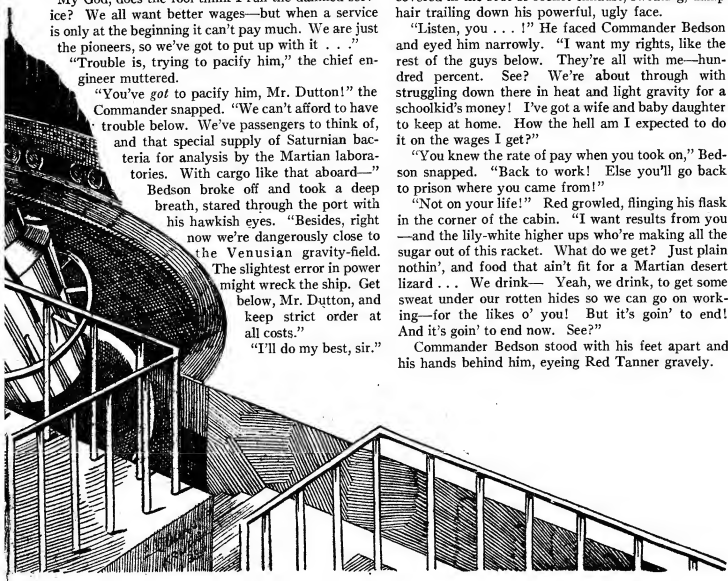 ice? We all want better wages—but when a service
is only at the beginning it can't pay much. We are just
the pioneers, so we've got to put up with it . . ."
"Trouble is, trying to pacify him," the chief en-
gineer muttered.
"You've got to pacify him, Mr. Dutton!" the
Commander snapped. "We can't afford to have
trouble below. We've passengers to think of,
and that special supply of Saturnian bac-
teria for analysis by the Martian labora-
tories. With cargo like that aboard—"
Bedson broke off and took a deep
breath, stared through the port with
his hawkish eyes. "Besides, right
now we're dangerously close to
the Venusian gravity-field.
The slightest error in power
might wreck the ship. Get
below, Mr. Dutton, and
keep strict order at
all costs."
"I'll do my best, sir."
hair trailing down his powerful, ugly face.
"Listen, you . . . !" He faced Commander Bedson
and eyed him narrowly. "I want my rights, like the
rest of the guys below. They're all with me—hun-
dred percent. See? We're about through with
struggling down there in heat and light gravity for a
schoolkid's money! I've got a wife and baby daughter
to keep at home. How the hell am I expected to do
it on the wages I get?"
"You knew the rate of pay when you took on," Bed-
son snapped. "Back to work! Else you'll go back
to prison where you came from!"
"Not on your life!" Red growled, flinging his flask
in the corner of the cabin. "I want results from you
—and the lily-white higher ups who're making all the
sugar out of this racket. What do we get? Just plain
nothin', and food that ain't fit for a Martian desert
lizard . . . We drink— Yeah, we drink, to get some
sweat under our rotten hides so we can go on work-
ing—for the likes o' you! But it's goin' to end!
And it's goin' to end now. See?"
Commander Bedson stood with his feet apart and
his hands behind him, eyeing Red Tanner gravely.